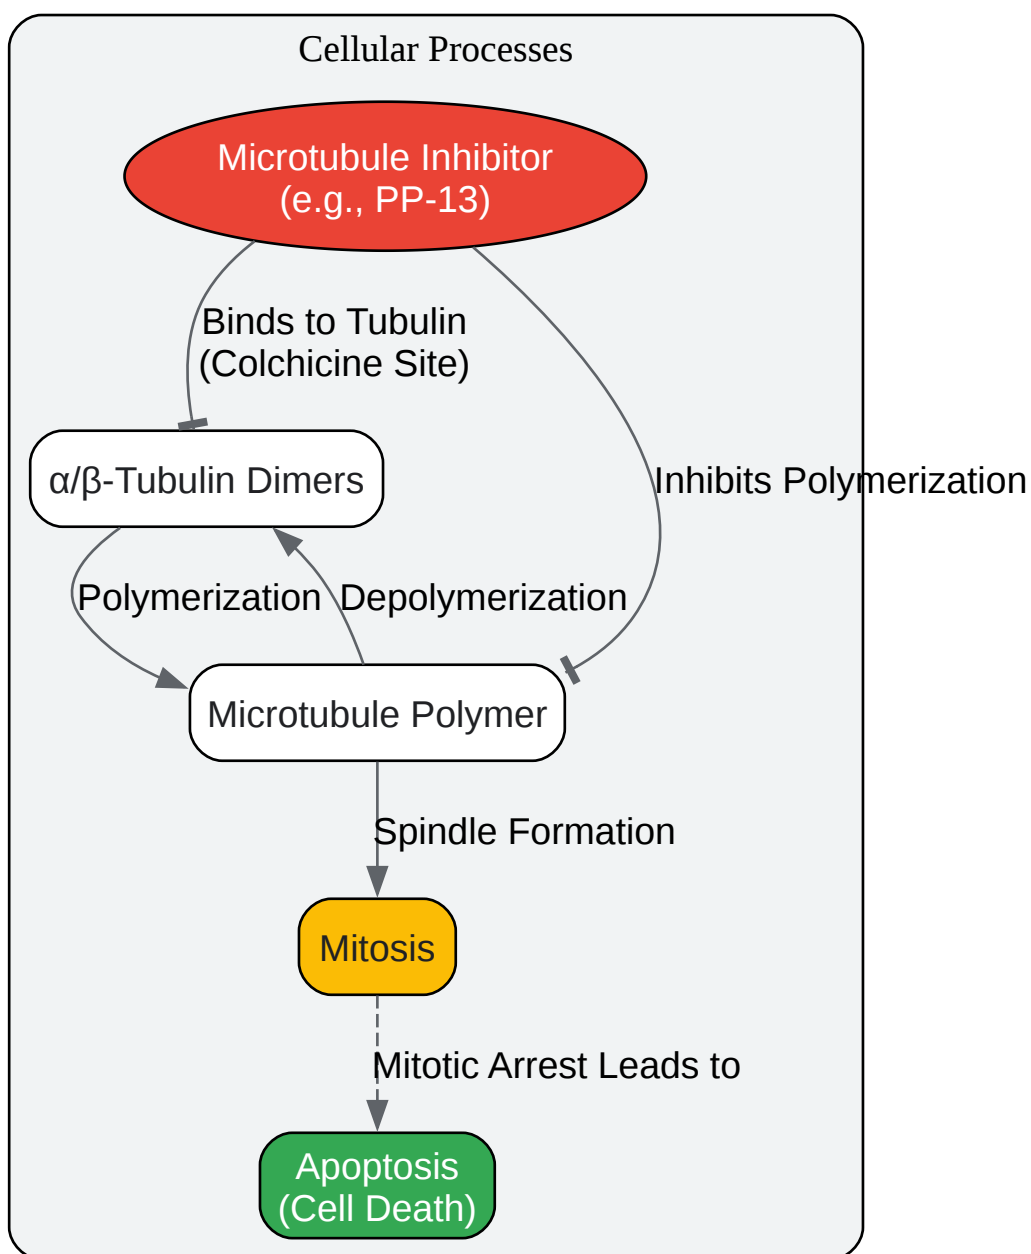 Cellular Processes
Microtubule Inhibitor
(e.g., PP-13)
Binds to Tubulin
(Colchicine Site)
α/β-Tubulin Dimers
Inhibits Polymerization
Polymerization
Depolymerization
Microtubule Polymer
Spindle Formation
Mitosis
Mitotic Arrest Leads to
Apoptosis
(Cell Death)